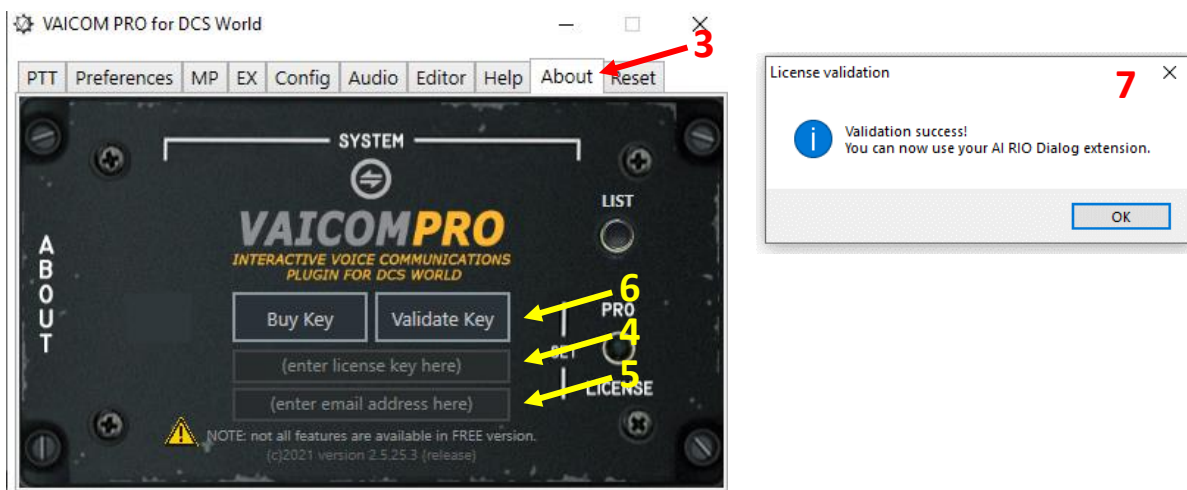 VAICOM PRO for DCS World
3
PTT Preferences MP EX Config Audio Editor Help About Reset
SYSTEM
LIST
ABOUT
VAICOMPRO
INTERACTIVE VOICE COMMUNICATIONS
PLUGIN FOR DCS WORLD
6
Buy Key Validate Key
PRO
4
(enter license key here)
SET
5
LICENSE
(enter email address here)
NOTE: not all features are available in FREE version.
(c)2021 version 2.5.25.3 (release)
License validation
7
Validation success!
You can now use your AI RIO Dialog extension.
OK